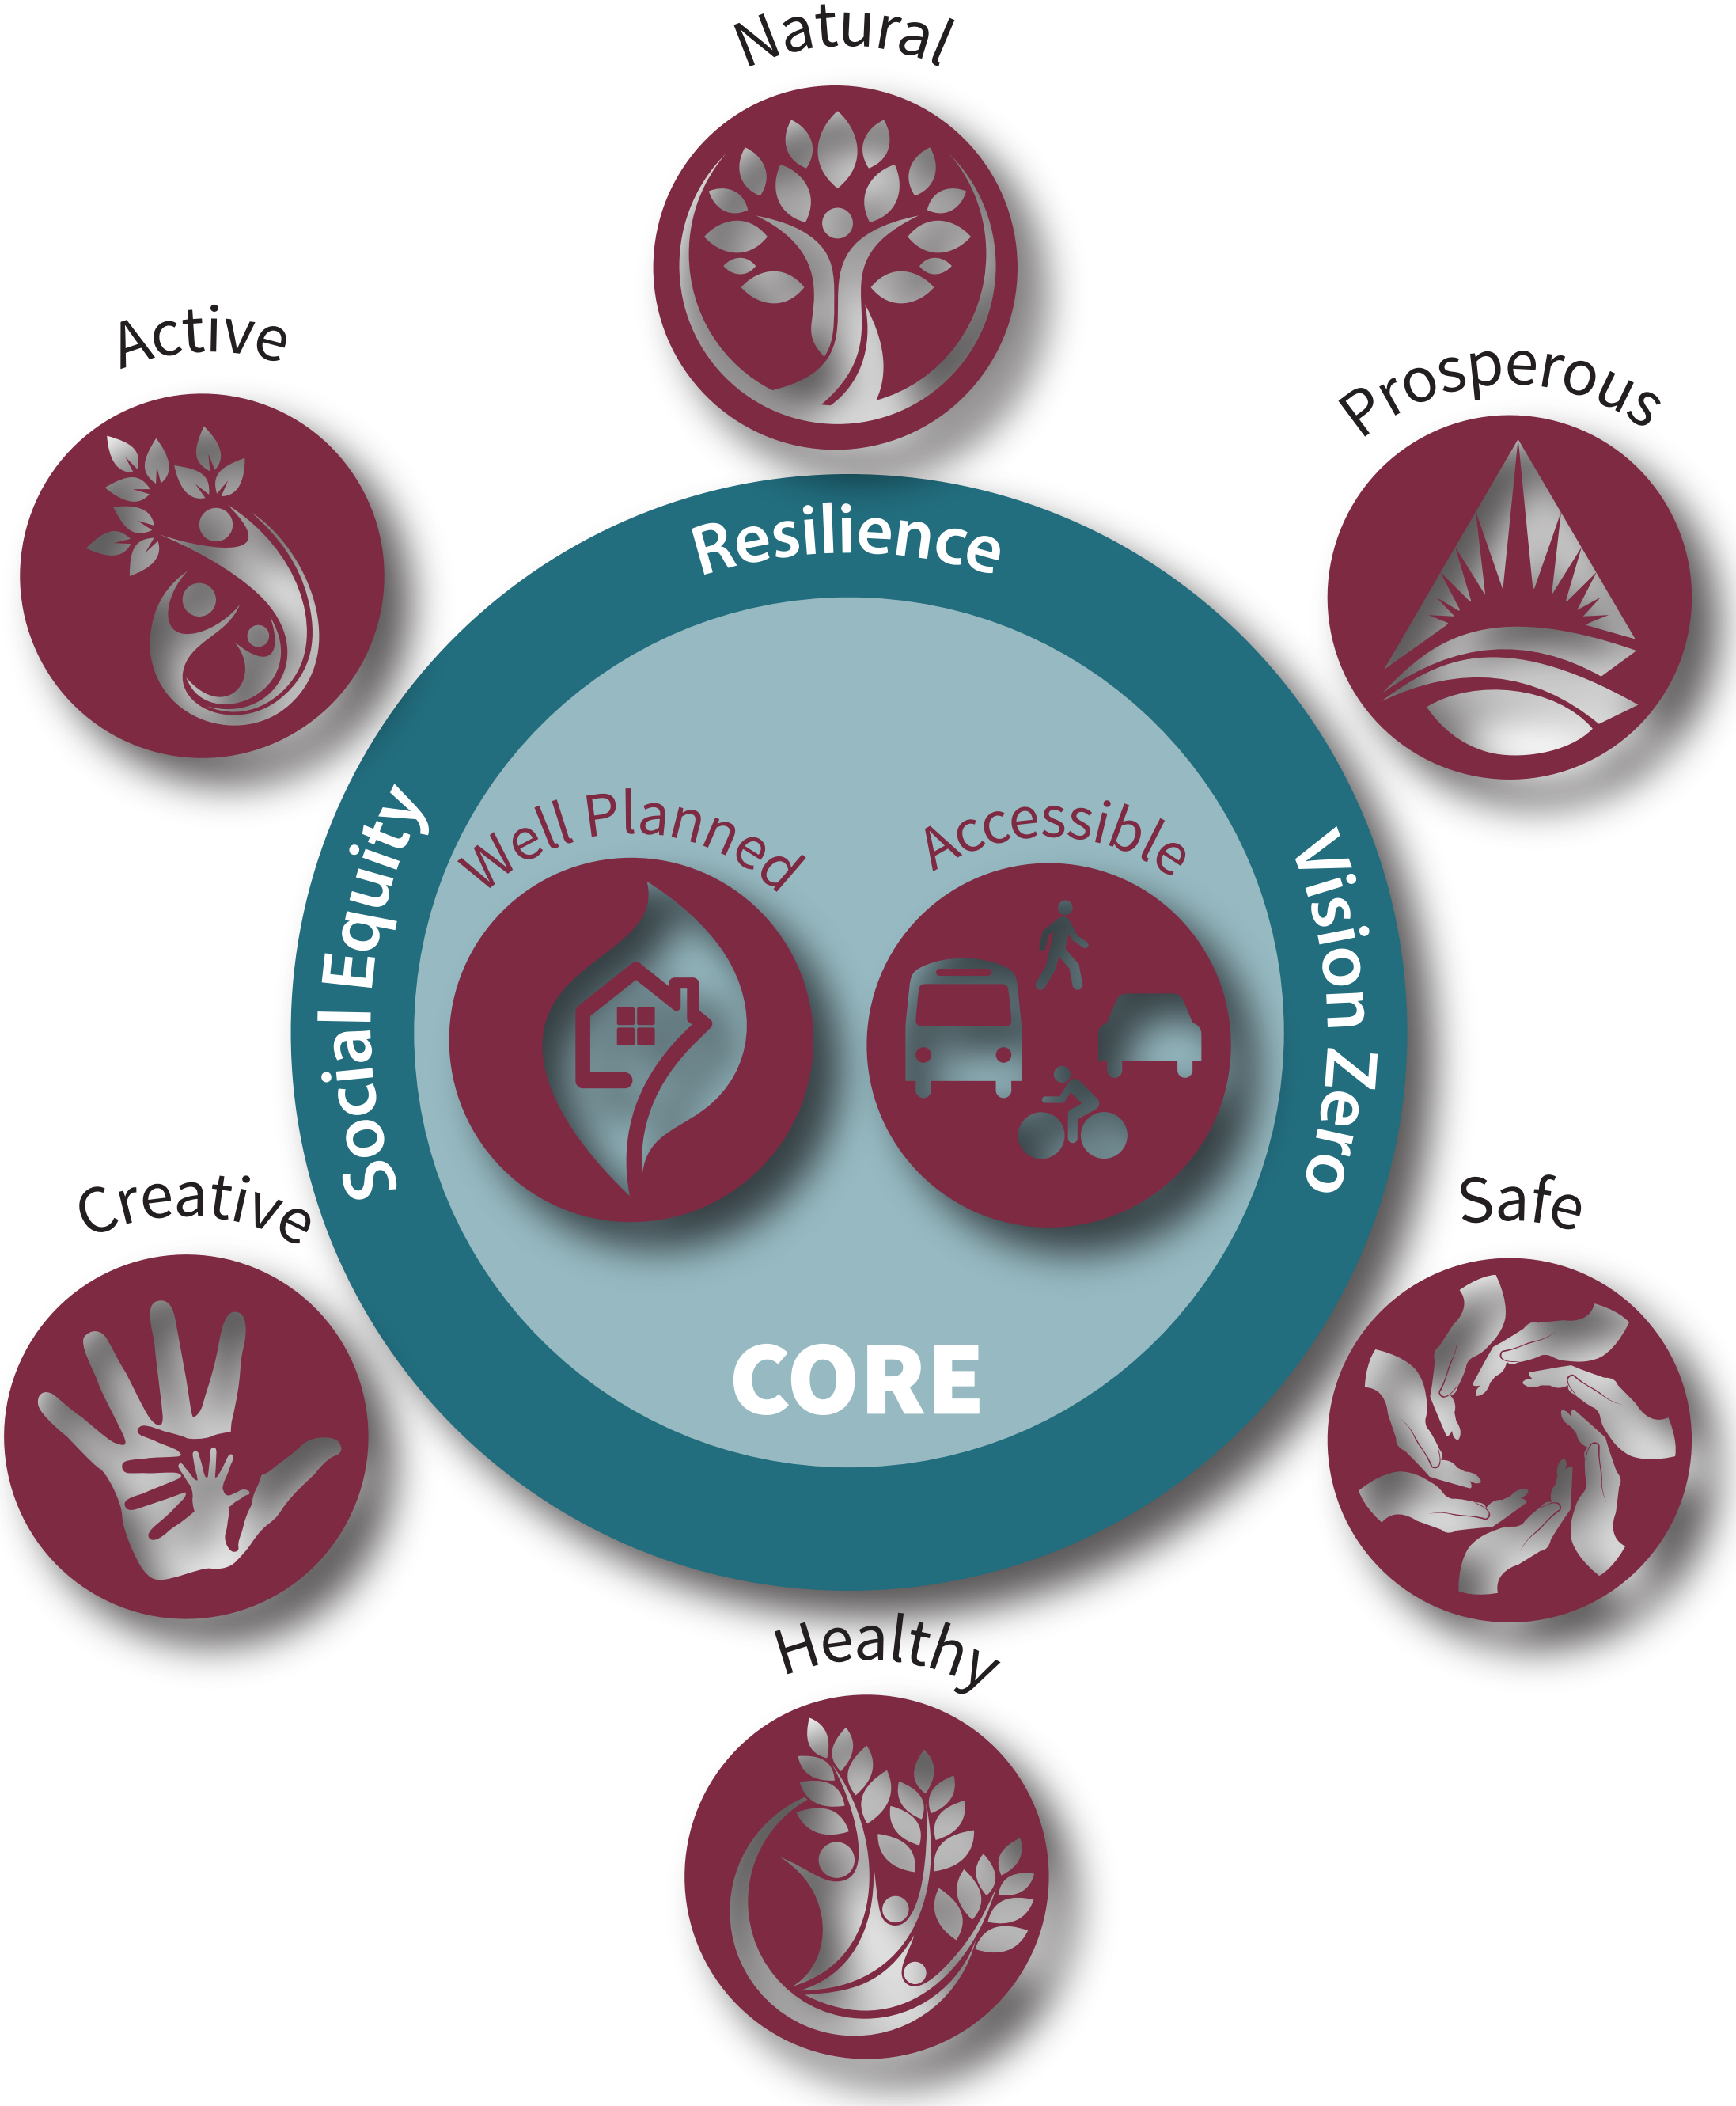 Natural
Active
Prosperous
Resilience
Social Equity
Vision Zero
Well Planned
Accessible
CORE
Creative
Safe
Healthy